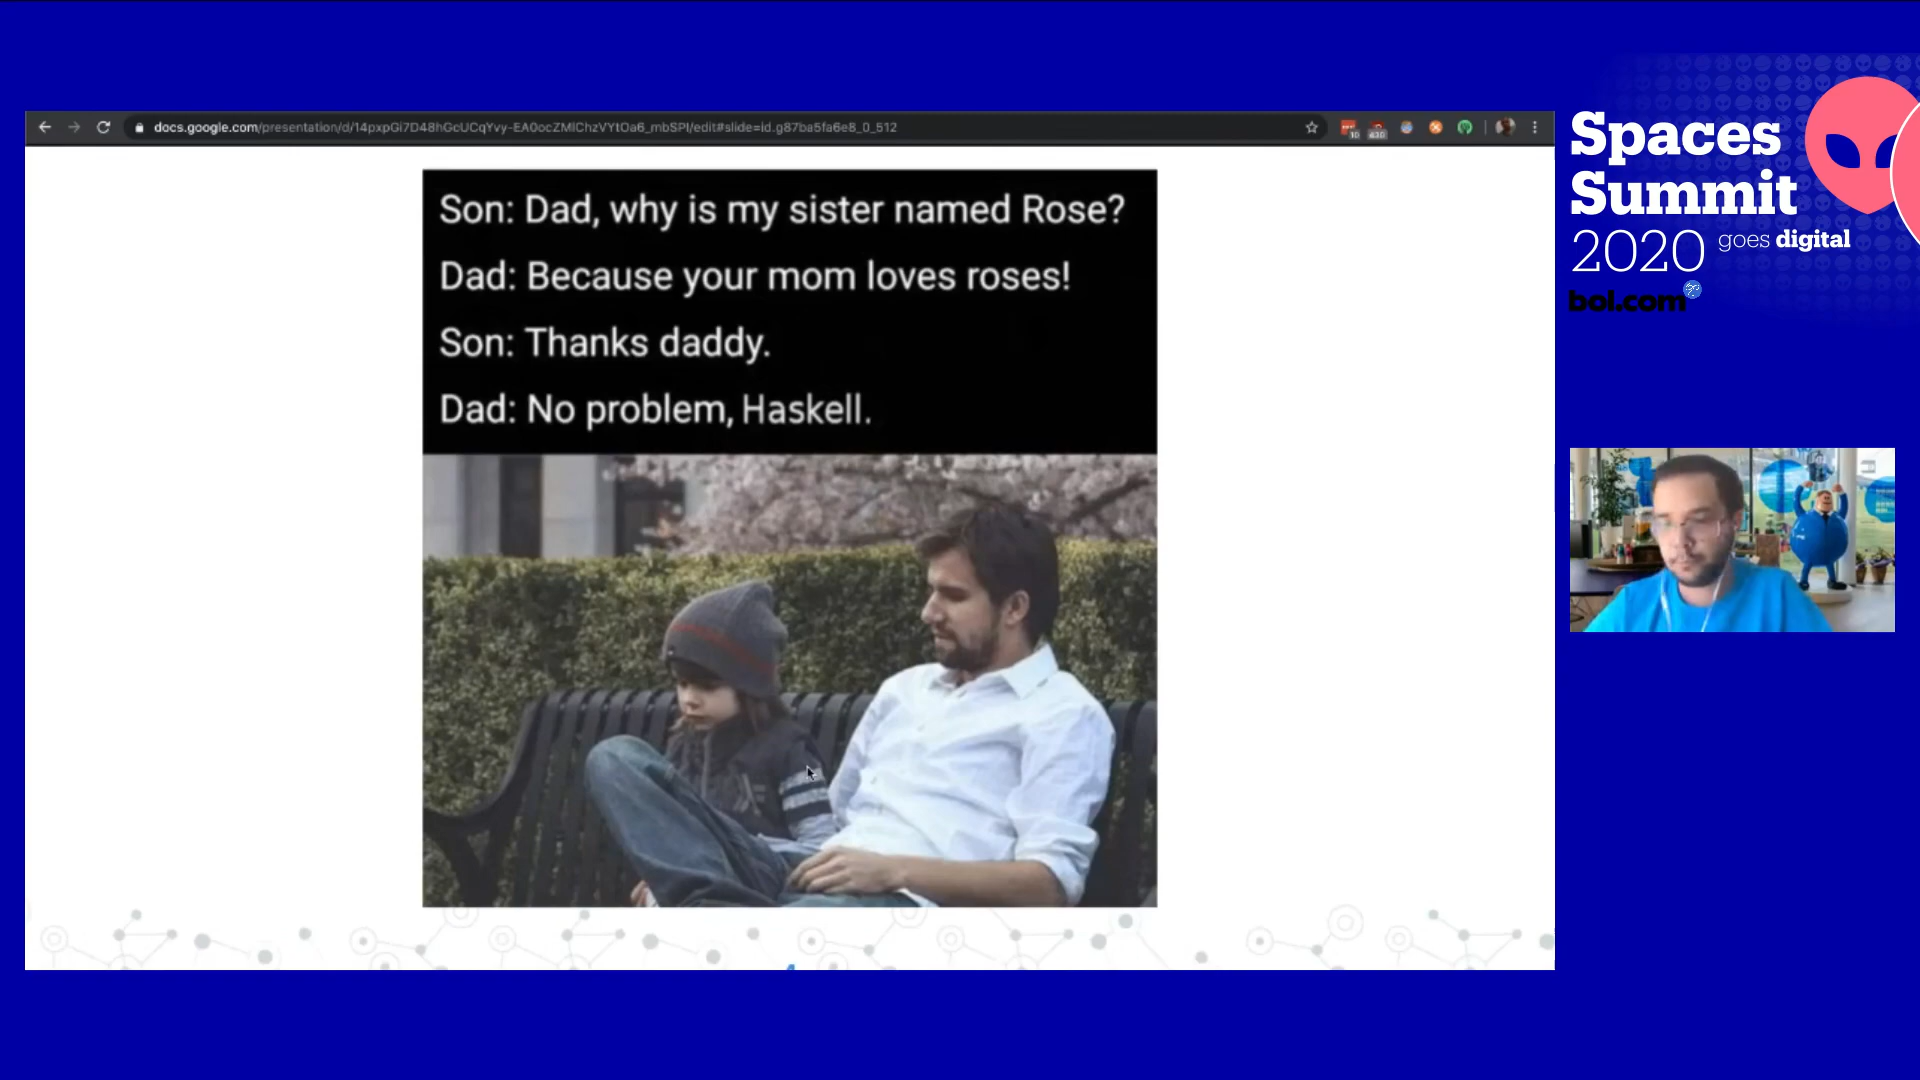 docs.google.com/presentation/d/14pxpGi7D48hGcUCqYvy-EA0ocZMIChzVYtOa6_mbSPI/edit#slide=id.g87ba5fa6e8_0_512
Son: Dad, why is my sister named Rose?
Dad: Because your mom loves roses!
Son: Thanks daddy.
Dad: No problem, Haskell.
Spaces
Summit
2020 goes digital
bol.com